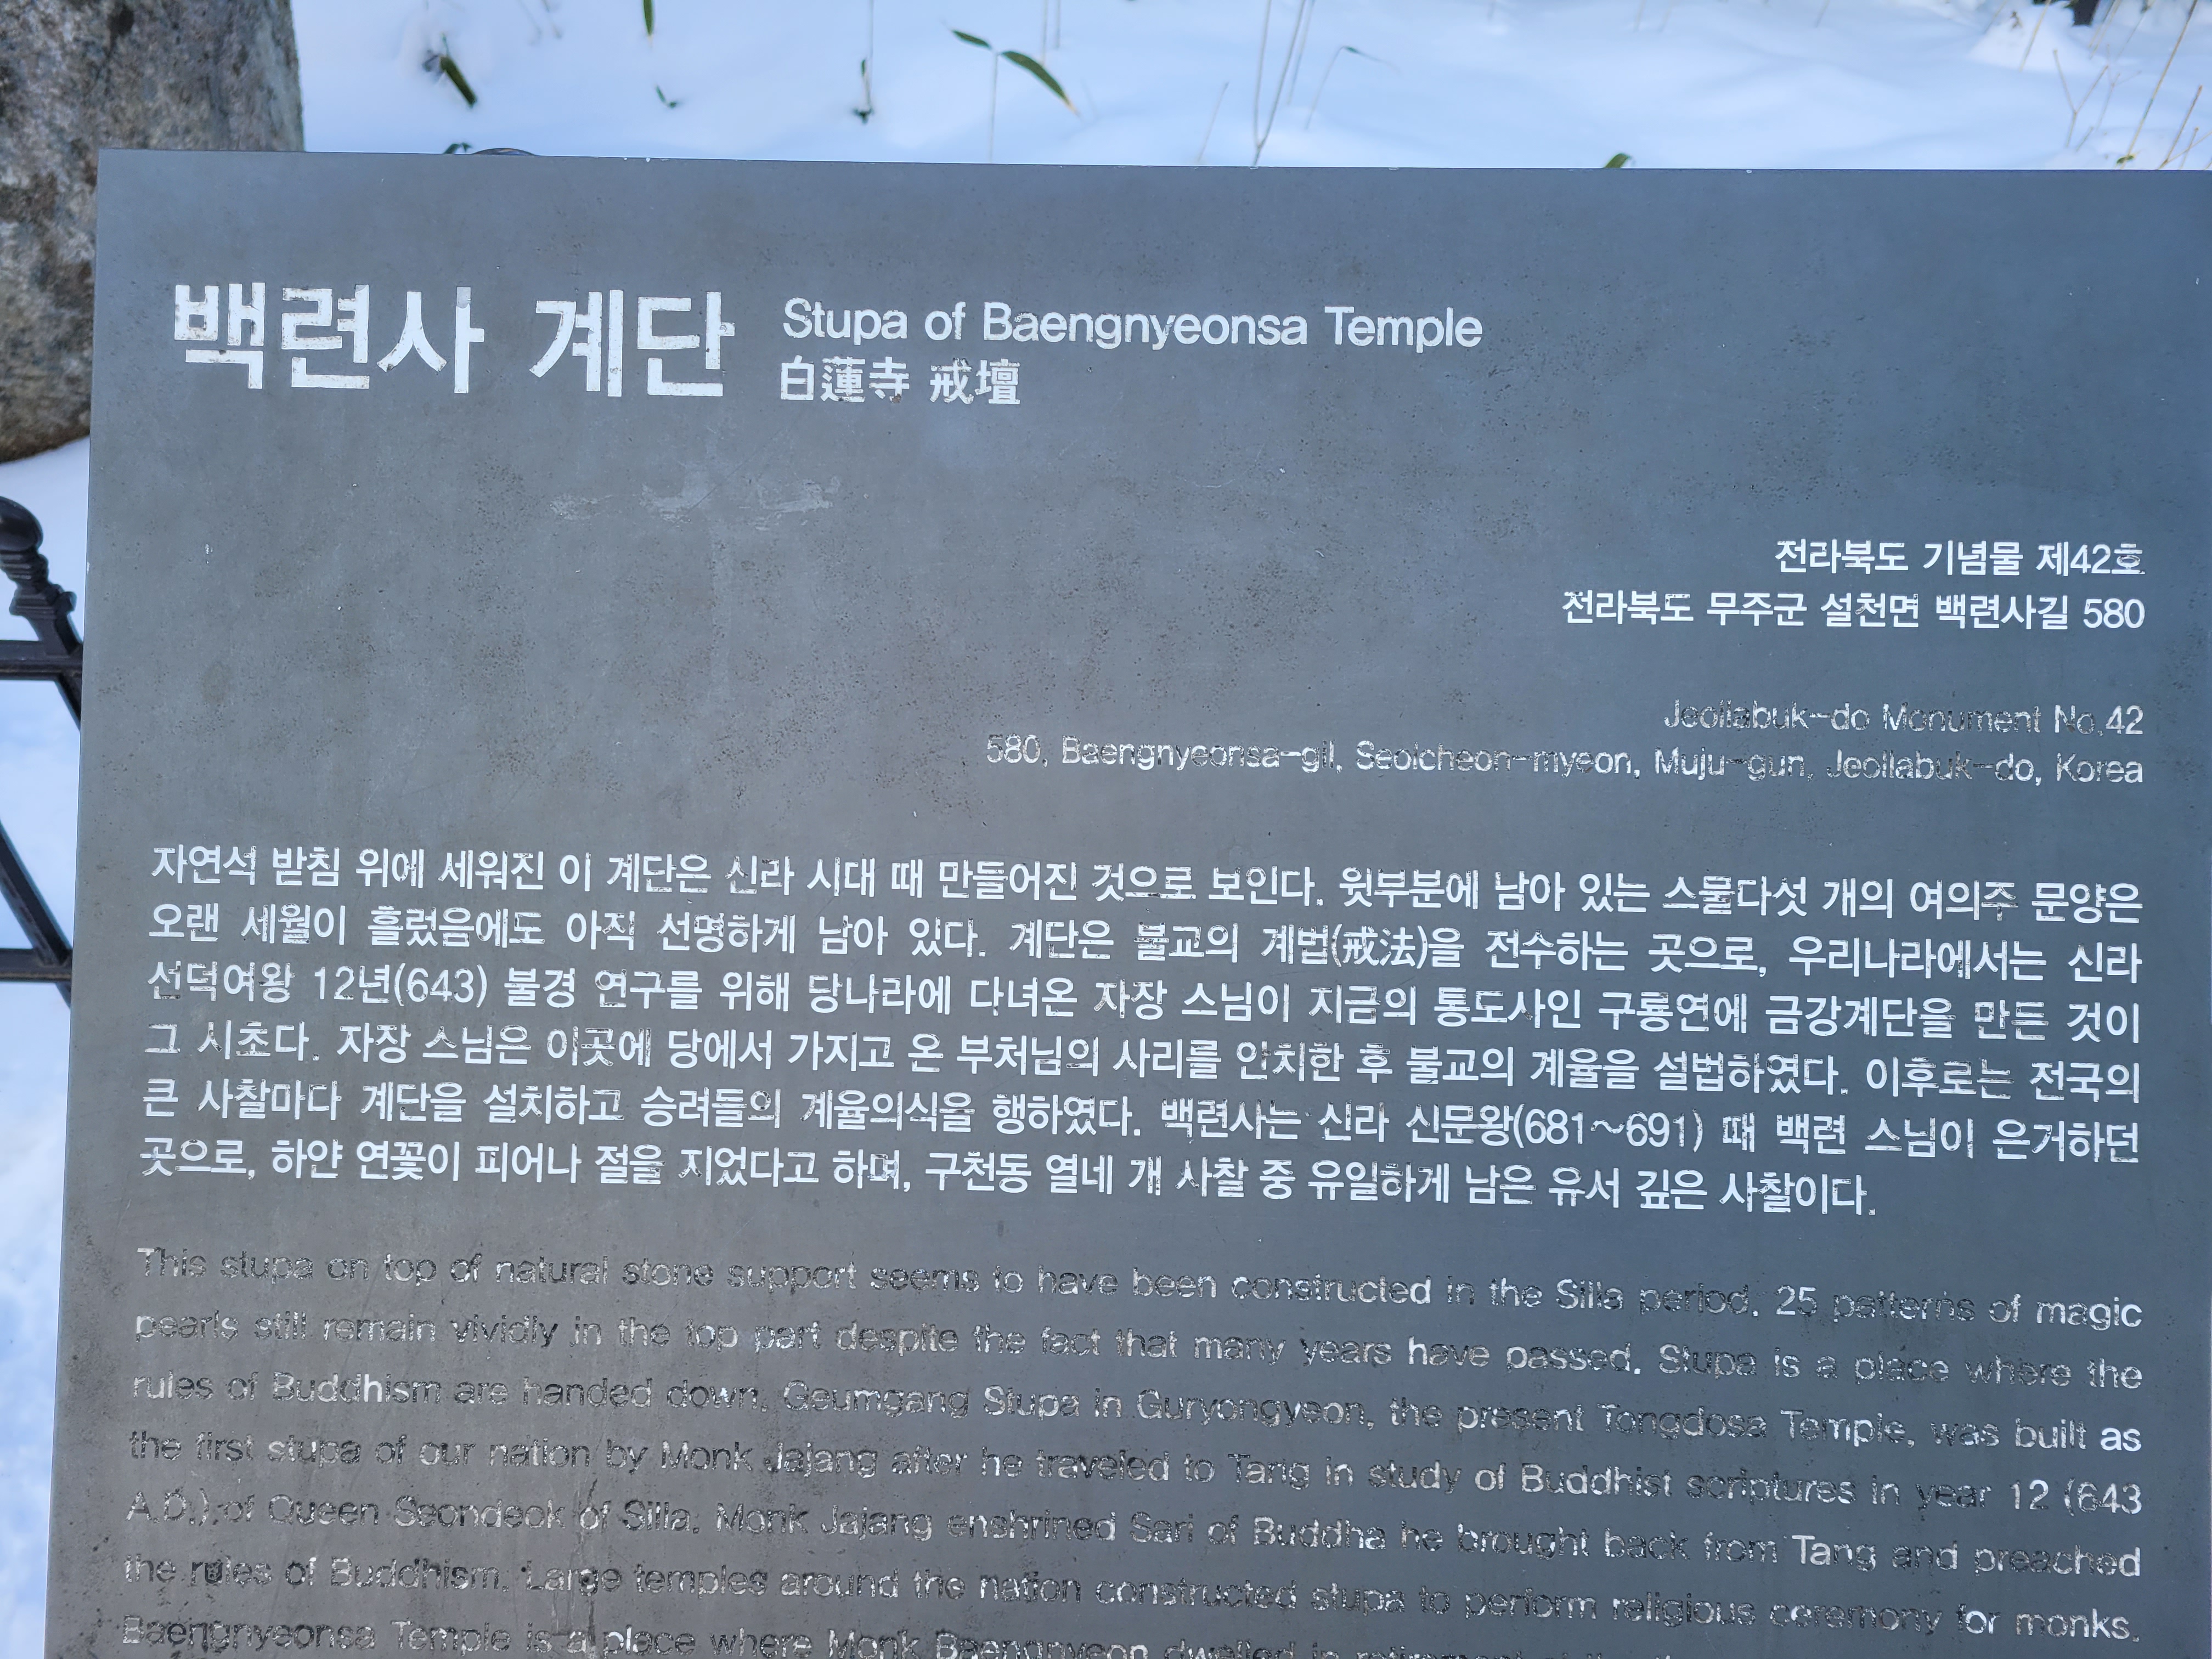 백련사 계단
Stupa of Baengnyeonsa Temple
白蓮寺 戒壇
전라북도 기념물 제42호
전라북도 무주군 설천면 백련사길 580
Jeollabuk-do Monument No.42
580, Baengnyeonsa-gil, Seolcheon-myeon, Muju-gun, Jeollabuk-do, Korea
자연석 받침 위에 세워진 이 계단은 신라 시대 때 만들어진 것으로 보인다. 윗부분에 남아 있는 스물다섯 개의 여의주 문양은
오랜 세월이 흘렀음에도 아직 선명하게 남아 있다. 계단은 불교의 계법(戒法)을 전수하는 곳으로, 우리나라에서는 신라
선덕여왕 12년(643) 불경 연구를 위해 당나라에 다녀온 자장 스님이 지금의 통도사인 구룡연에 금강계단을 만든 것이
그 시초다. 자장 스님은 이곳에 당에서 가지고 온 부처님의 사리를 안치한 후 불교의 계율을 설법하였다. 이후로는 전국의
큰 사찰마다 계단을 설치하고 승려들의 계율의식을 행하였다. 백련사는 신라 신문왕(681~691) 때 백련 스님이 은거하던
곳으로, 하얀 연꽃이 피어나 절을 지었다고 하며, 구천동 열네 개 사찰 중 유일하게 남은 유서 깊은 사찰이다.
This stupa on top of natural stone support seems to have been constructed in the Silla period. 25 patterns of magic
pearls still remain vividly in the top part despite the fact that many years have passed. Stupa is a place where the
rules of Buddhism are handed down. Geumgang Stupa in Guryongyeon, the present Tongdosa Temple, was built as
the first stupa of our nation by Monk Jajang after he traveled to Tang in study of Buddhist scriptures in year 12 (643
A.D.) of Queen Seondeok of Silla. Monk Jajang enshrined Sari of Buddha he brought back from Tang and preached
the rules of Buddhism. Large temples around the nation constructed stupa to perform religious ceremony for monks.
Baengnyeonsa Temple is a place where Monk Baengnyeon dwelled in